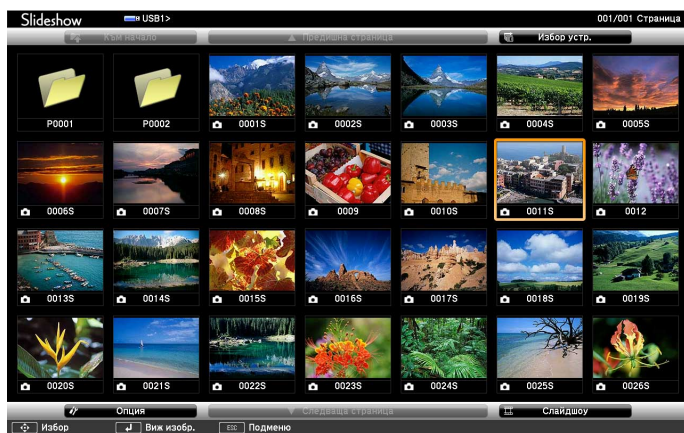 Slideshow USB1> 001/001 Страница
Към начало Предишна страница Избор устр.
P0001 P0002 0001S 0002S 0003S 0004S 0005S
0006S 0007S 0008S 0009 0010S 0011S 0012
0013S 0014S 0015S 0016S 0017S 0018S 0019S
0020S 0021S 0022S 0023S 0024S 0025S 0026S
Опция Следваща страница Слайдшоу
Избор Виж изобр. ESC Подменю